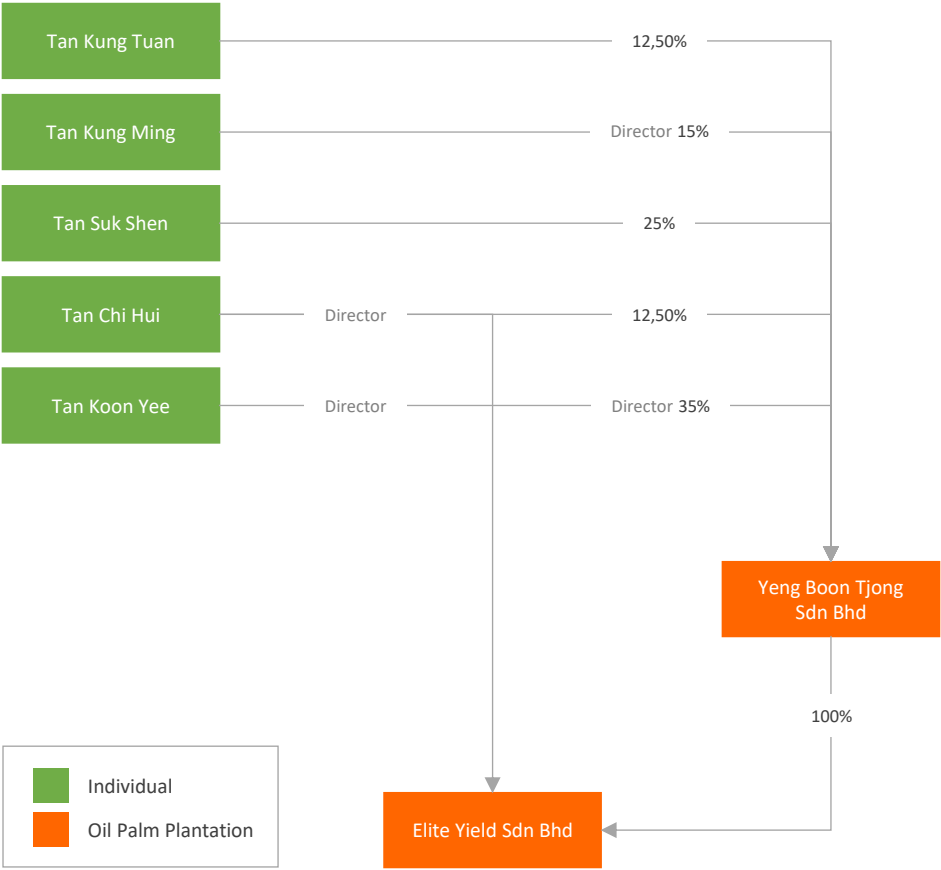 Tan Kung Tuan
12,50%
Tan Kung Ming
Director 15%
Tan Suk Shen
25%
Tan Chi Hui
Director
12,50%
Tan Koon Yee
Director
Director 35%
Yeng Boon Tjong
Sdn Bhd
100%
Individual
Oil Palm Plantation
Elite Yield Sdn Bhd